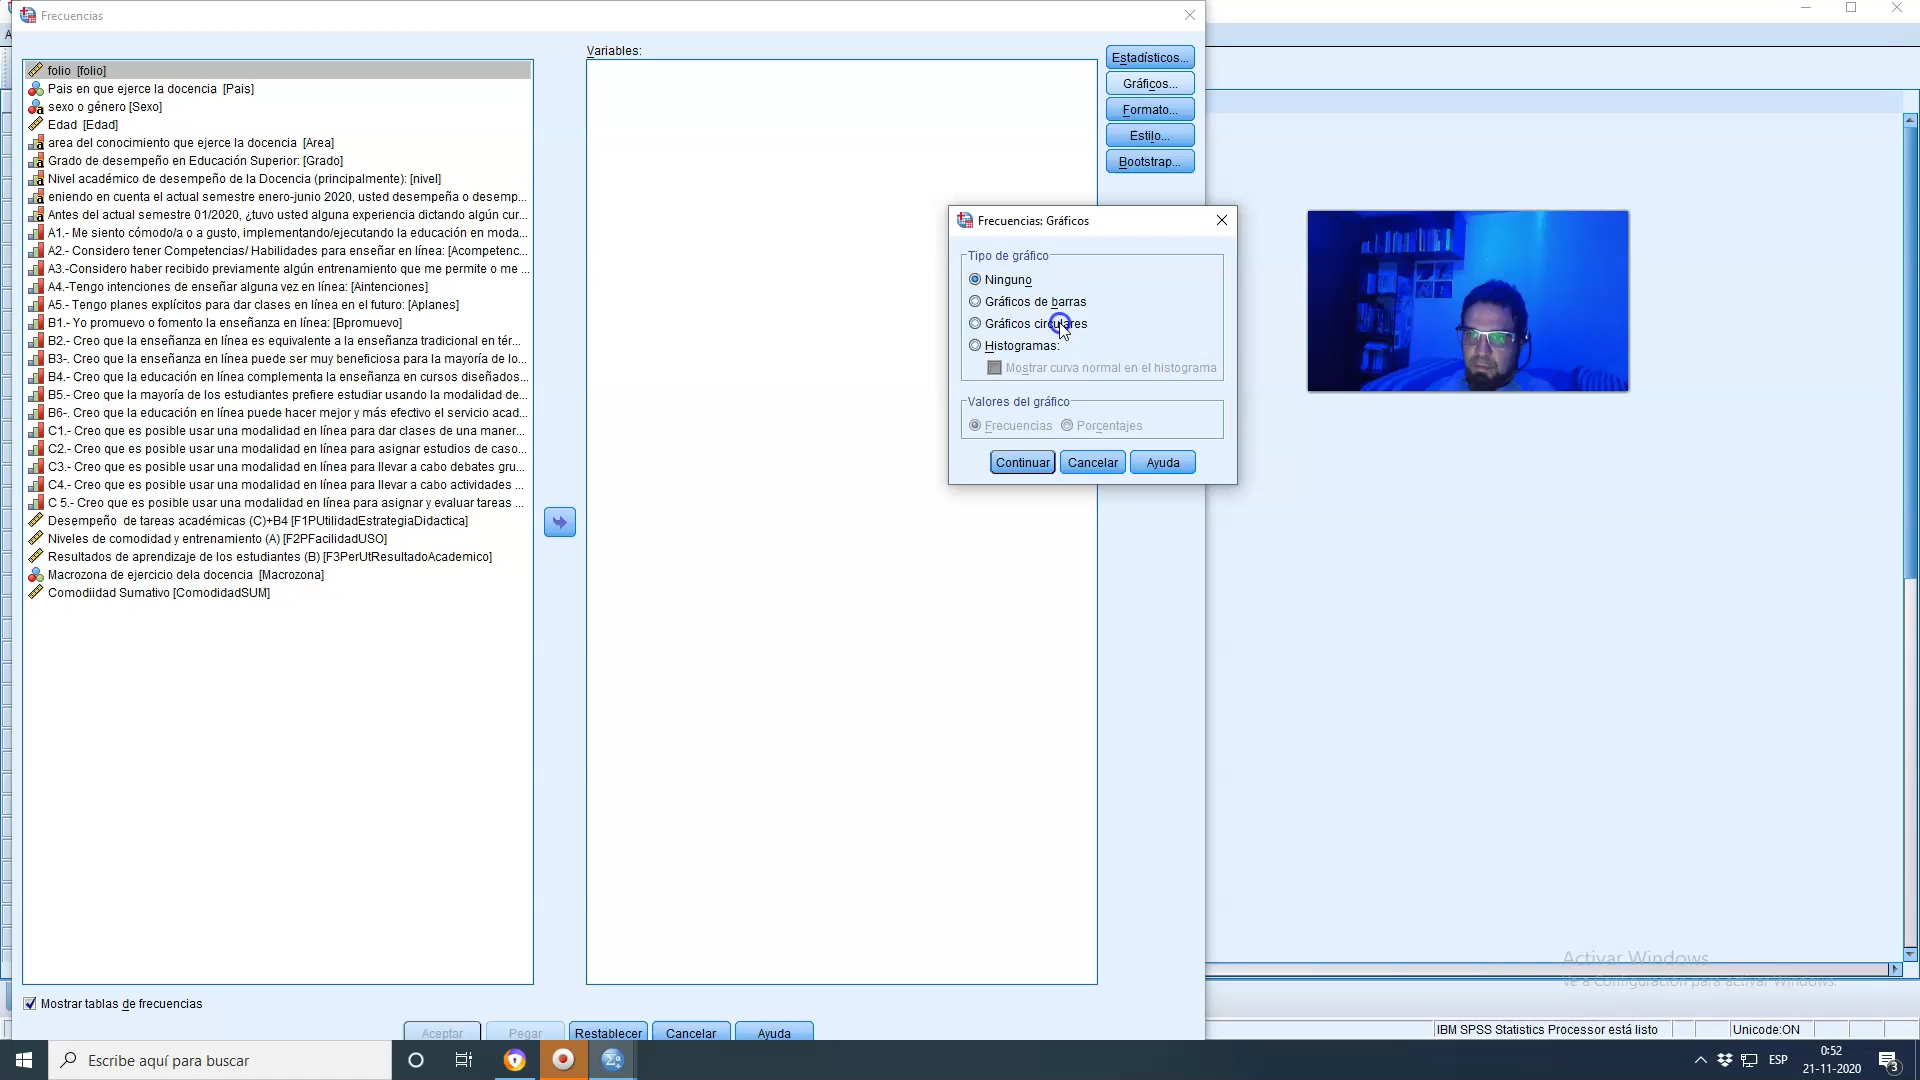 Frecuencias
Variables:
folio [folio]
Pais en que ejerce la docencia [Pais]
sexo o género [Sexo]
Edad [Edad]
area del conocimiento que ejerce la docencia [Area]
Grado de desempeño en Educación Superior: [Grado]
Nivel académico de desempeño de la Docencia (principalmente): [nivel]
eniendo en cuenta el actual semestre enero-junio 2020, usted desempeña o desemp...
Antes del actual semestre 01/2020, ¿tuvo usted alguna experiencia dictando algún cur...
A1.- Me siento cómodo/a o a gusto, implementando/ejecutando la educación en moda...
A2.- Considero tener Competencias/ Habilidades para enseñar en línea: [Acompetenc...
A3.-Considero haber recibido previamente algún entrenamiento que me permite o me ...
A4.-Tengo intenciones de enseñar alguna vez en línea: [Aintenciones]
A5.- Tengo planes explícitos para dar clases en línea en el futuro: [Aplanes]
B1.- Yo promuevo o fomento la enseñanza en línea: [Bpromuevo]
B2.- Creo que la enseñanza en línea es equivalente a la enseñanza tradicional en tér...
B3-. Creo que la enseñanza en línea puede ser muy beneficiosa para la mayoría de lo...
B4.- Creo que la educación en línea complementa la enseñanza en cursos diseñados...
B5.- Creo que la mayoría de los estudiantes prefiere estudiar usando la modalidad de...
B6-. Creo que la educación en línea puede hacer mejor y más efectivo el servicio acad...
C1.- Creo que es posible usar una modalidad en línea para dar clases de una maner...
C2.- Creo que es posible usar una modalidad en línea para asignar estudios de caso...
C3.- Creo que es posible usar una modalidad en línea para llevar a cabo debates gru...
C4.- Creo que es posible usar una modalidad en línea para llevar a cabo actividades ...
C 5.- Creo que es posible usar una modalidad en línea para asignar y evaluar tareas ...
Desempeño de tareas académicas (C)+B4 [F1PUtilidadEstrategiaDidactica]
Niveles de comodidad y entrenamiento (A) [F2PFacilidadUSO]
Resultados de aprendizaje de los estudiantes (B) [F3PerUtResultadoAcademico]
Macrozona de ejercicio dela docencia [Macrozona]
Comodiidad Sumativo [ComodidadSUM]
Estadísticos...
Gráficos...
Formato...
Estilo...
Bootstrap...
Frecuencias: Gráficos
Tipo de gráfico
Ninguno
Gráficos de barras
Gráficos circulares
Histogramas:
Mostrar curva normal en el histograma
Valores del gráfico
Frecuencias Porcentajes
Continuar Cancelar Ayuda
Mostrar tablas de frecuencias
Aceptar Pegar Restablecer Cancelar Ayuda
Activar Windows
Ve a Configuración para activar Windows.
IBM SPSS Statistics Processor está listo
Unicode:ON
Escribe aquí para buscar
ESP
0:52
21-11-2020
3